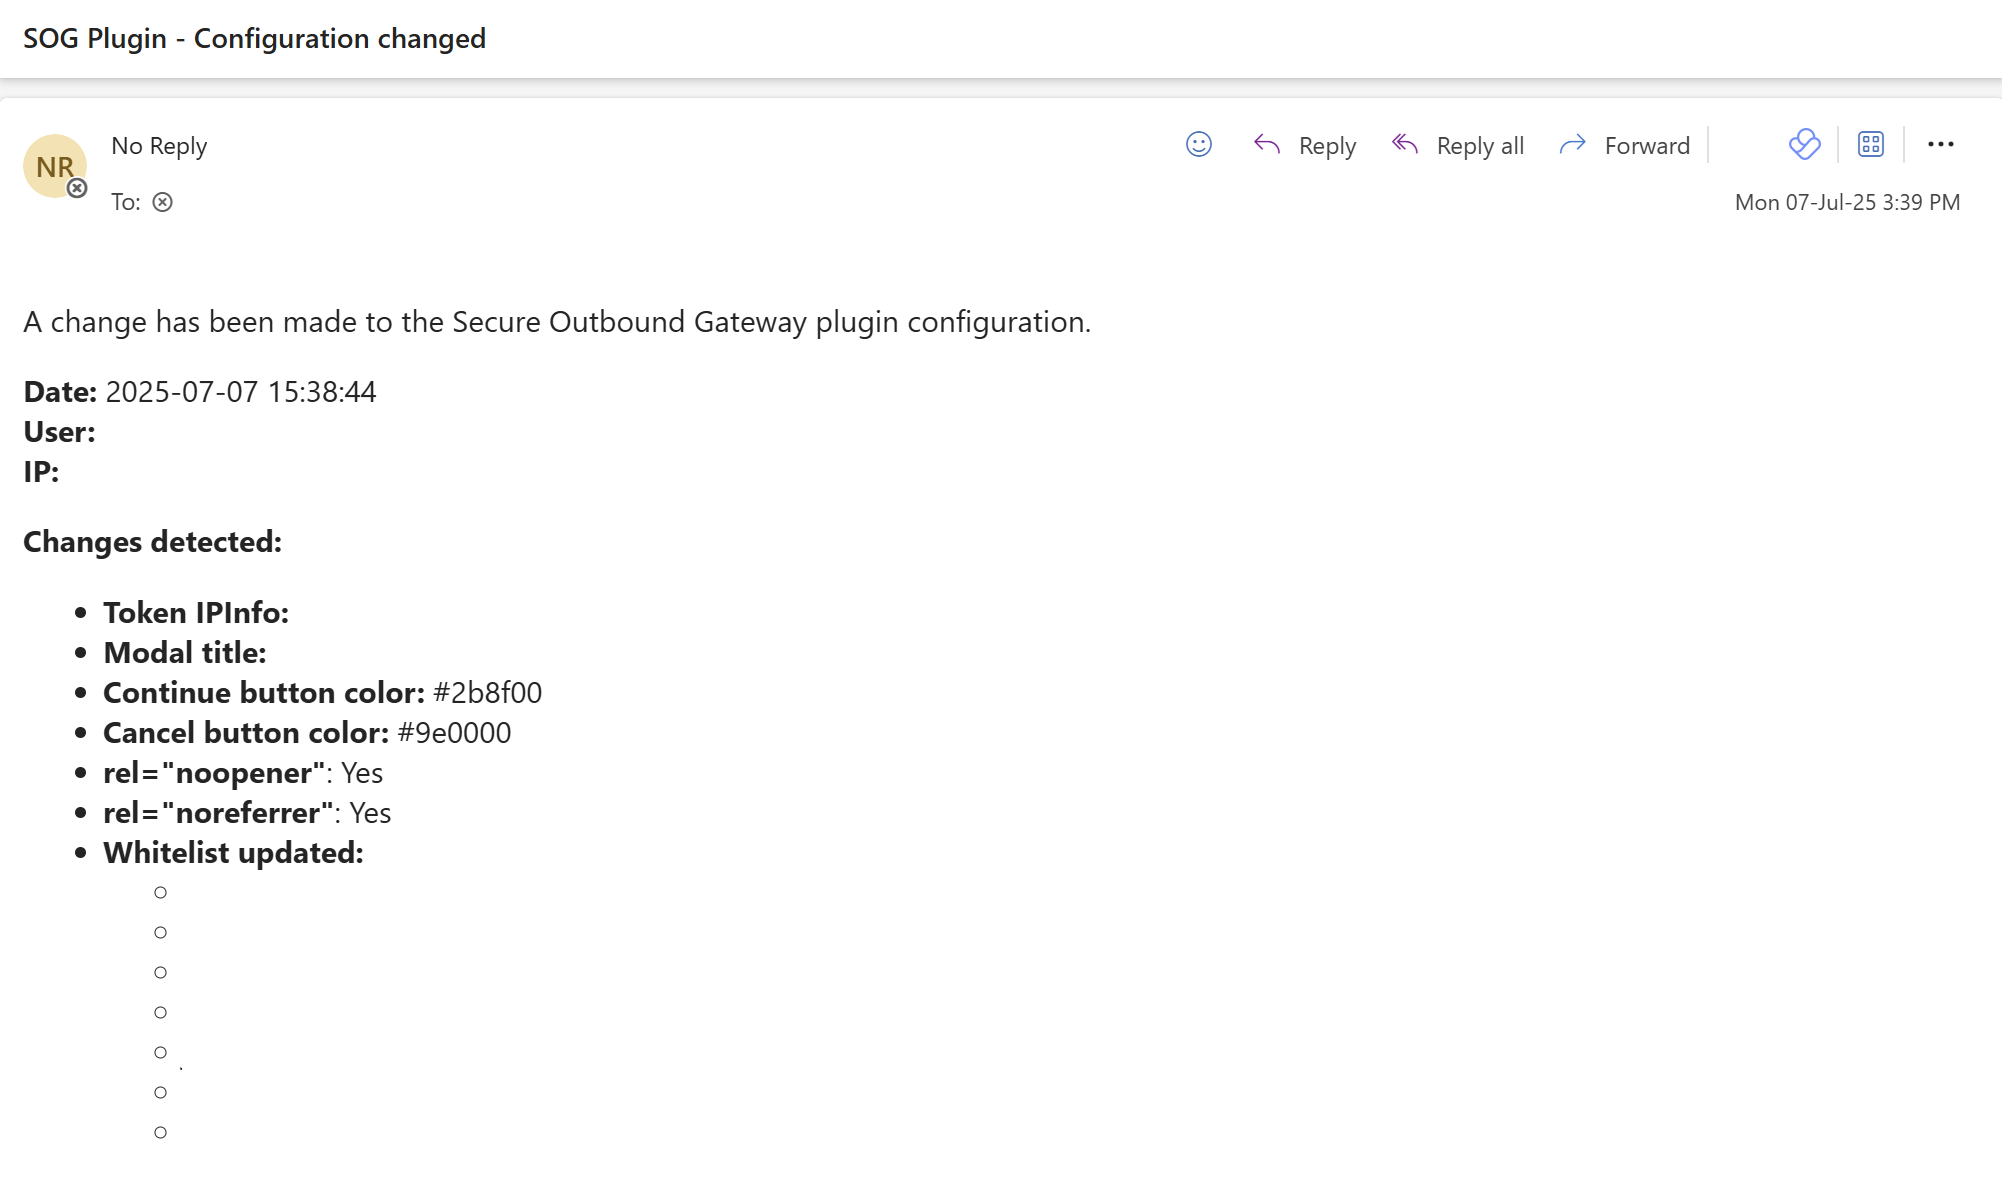 SOG Plugin - Configuration changed
NR
No Reply
Reply
Reply all
Forward
To:
Mon 07-Jul-25 3:39 PM
A change has been made to the Secure Outbound Gateway plugin configuration.
Date: 2025-07-07 15:38:44
User:
IP:
Changes detected:
Token IPInfo:
Modal title:
Continue button color: #2b8f00
Cancel button color: #9e0000
rel="noopener": Yes
rel="noreferrer": Yes
Whitelist updated: